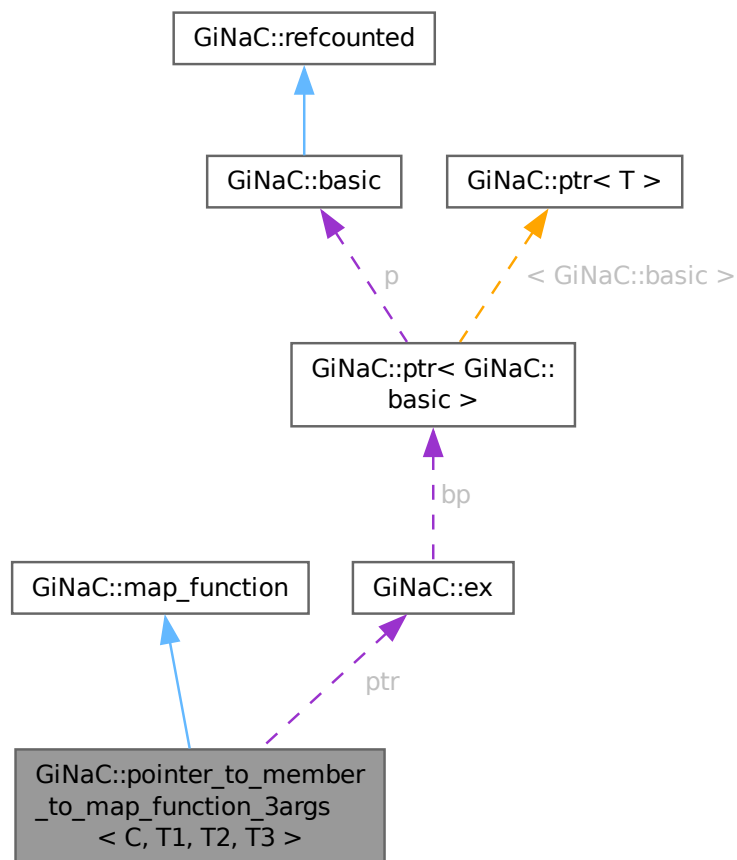 GiNaC::refcounted
GiNaC::basic
GiNaC::ptr< T >
p
< GiNaC::basic >
GiNaC::ptr< GiNaC::
basic >
bp
GiNaC::map_function
GiNaC::ex
ptr
GiNaC::pointer_to_member
_to_map_function_3args
< C, T1, T2, T3 >